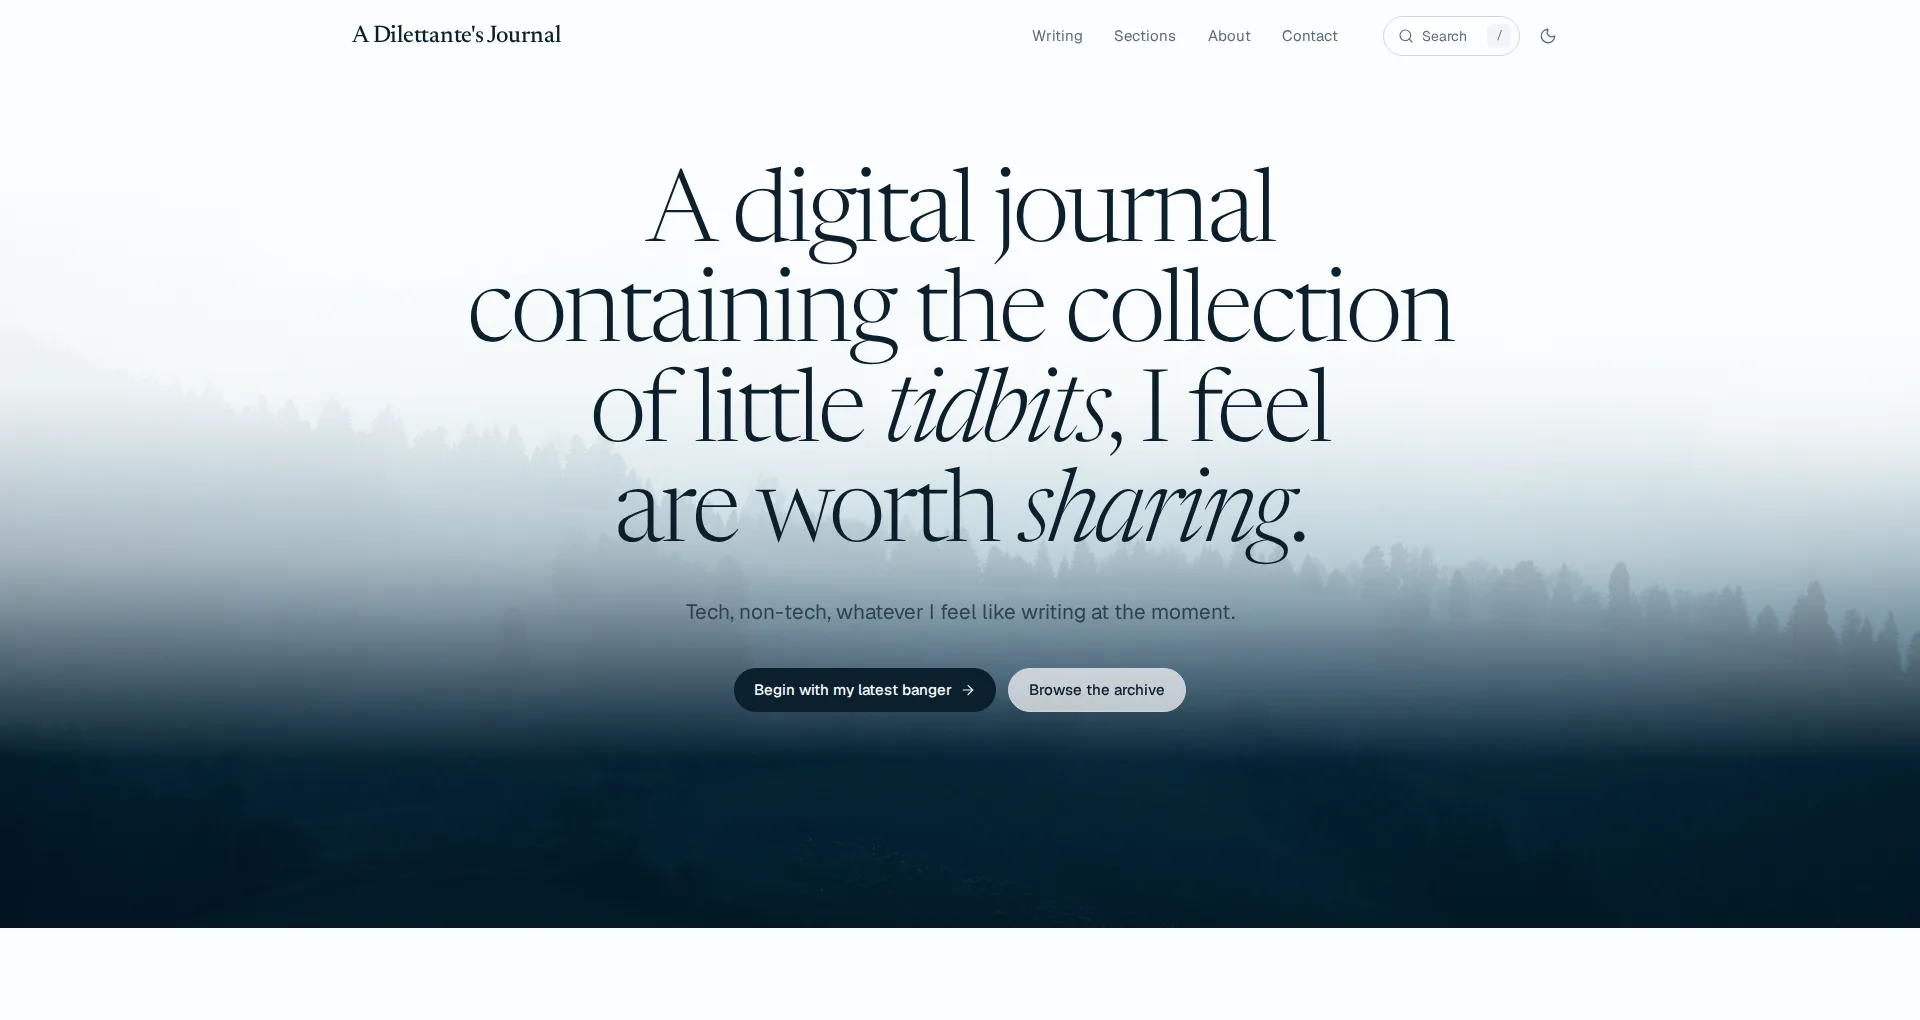 A Dilettante's Journal
Writing Sections About Contact Search /
A digital journal
containing the collection
of little tidbits, I feel
are worth sharing.
Tech, non-tech, whatever I feel like writing at the moment.
Begin with my latest banger → Browse the archive